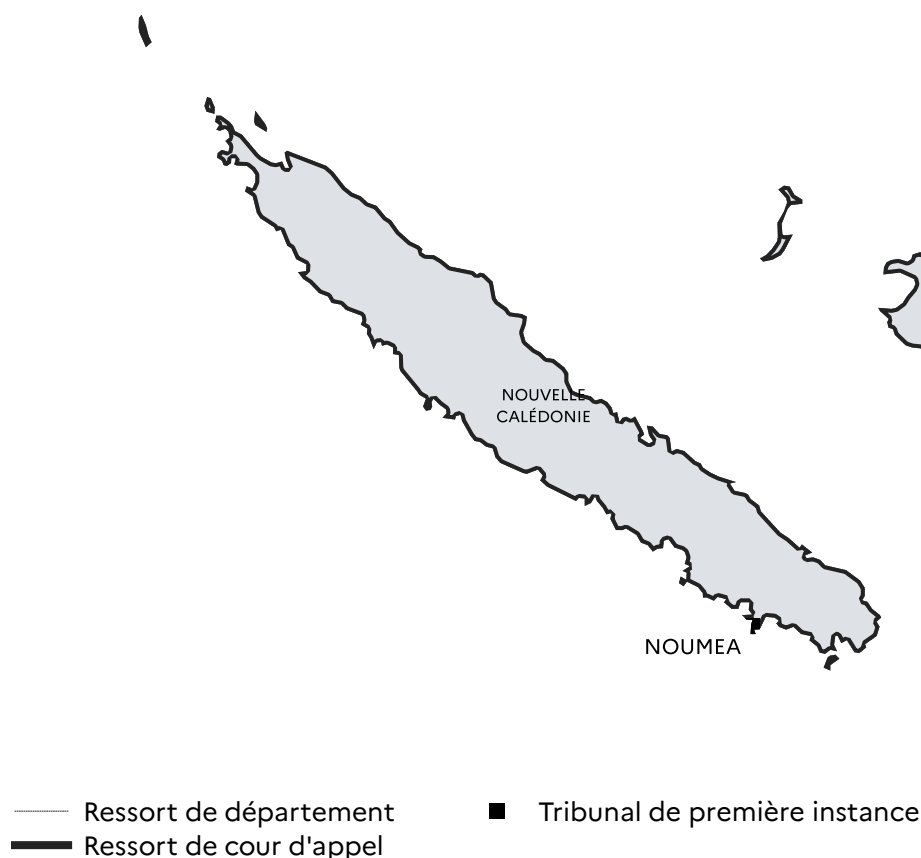 NOUVELLE
CALÉDONIE
NOUMEA
Ressort de département
Tribunal de première instance
Ressort de cour d'appel